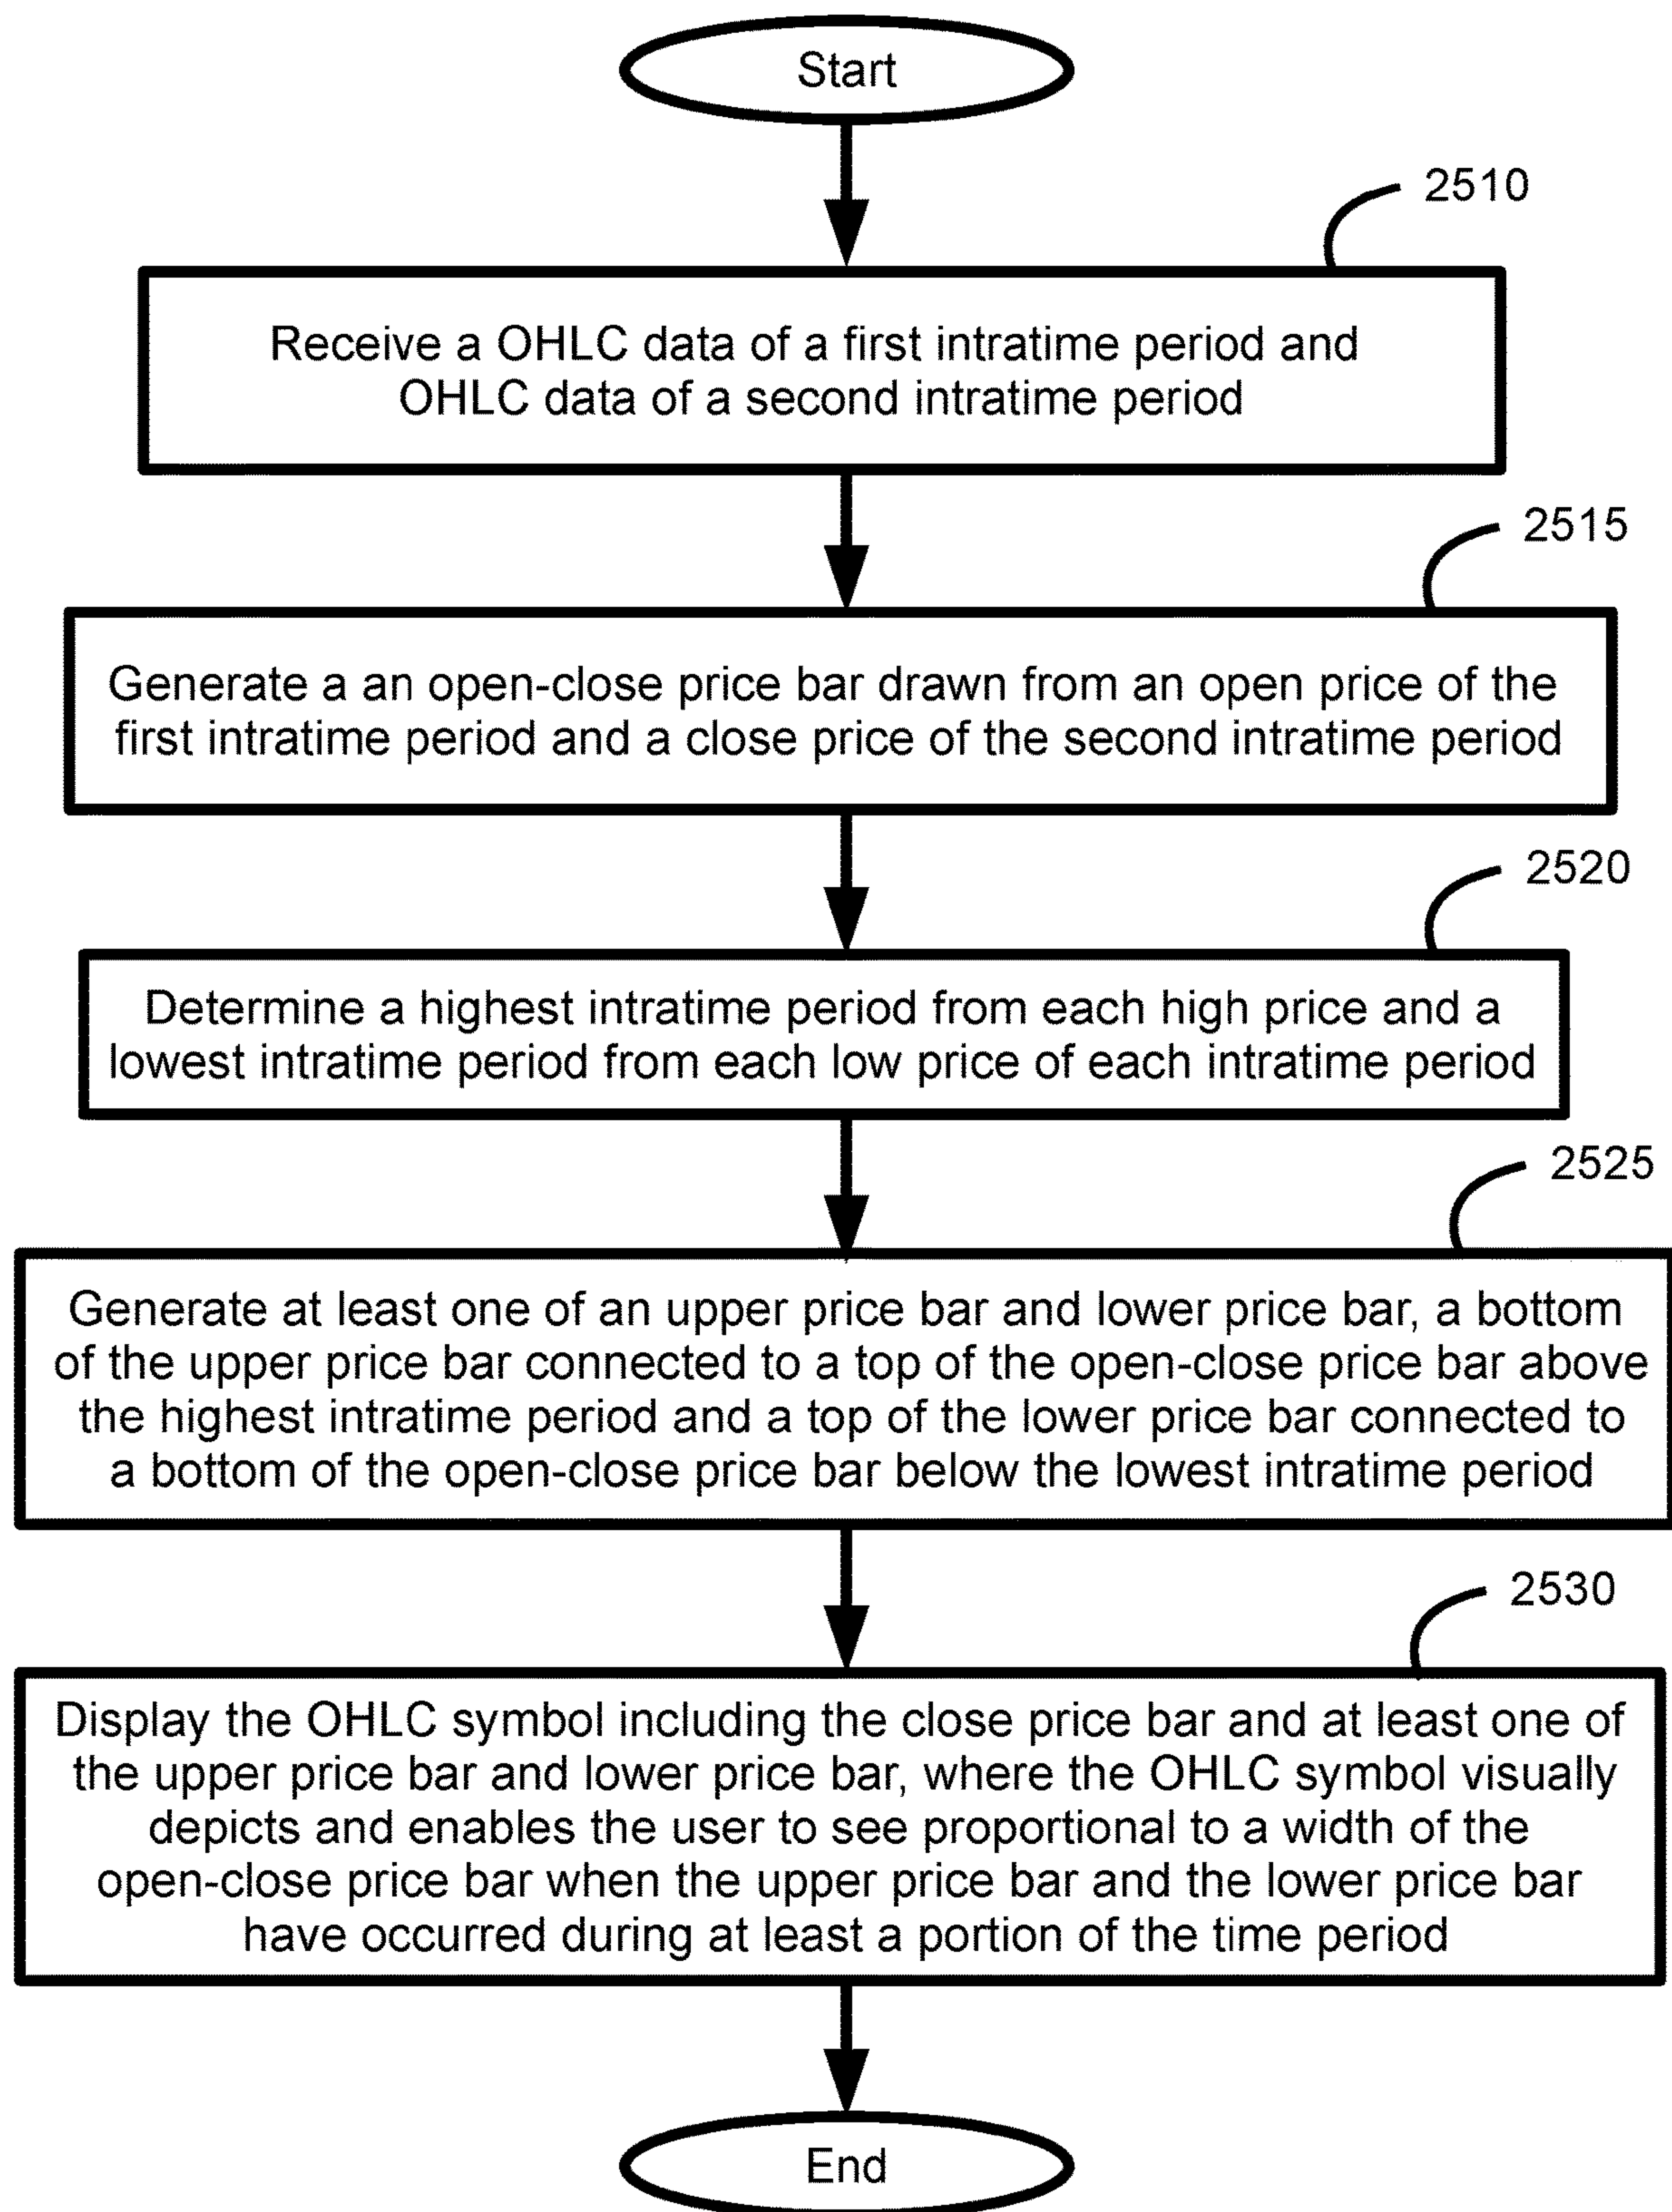 Start
2510
Receive a OHLC data of a first intratime period and
OHLC data of a second intratime period
2515
Generate a an open-close price bar drawn from an open price of the
first intratime period and a close price of the second intratime period
2520
Determine a highest intratime period from each high price and a
lowest intratime period from each low price of each intratime period
2525
Generate at least one of an upper price bar and lower price bar, a bottom
of the upper price bar connected to a top of the open-close price bar above
the highest intratime period and a top of the lower price bar connected to
a bottom of the open-close price bar below the lowest intratime period
2530
Display the OHLC symbol including the close price bar and at least one of
the upper price bar and lower price bar, where the OHLC symbol visually
depicts and enables the user to see proportional to a width of the
open-close price bar when the upper price bar and the lower price bar
have occurred during at least a portion of the time period
End